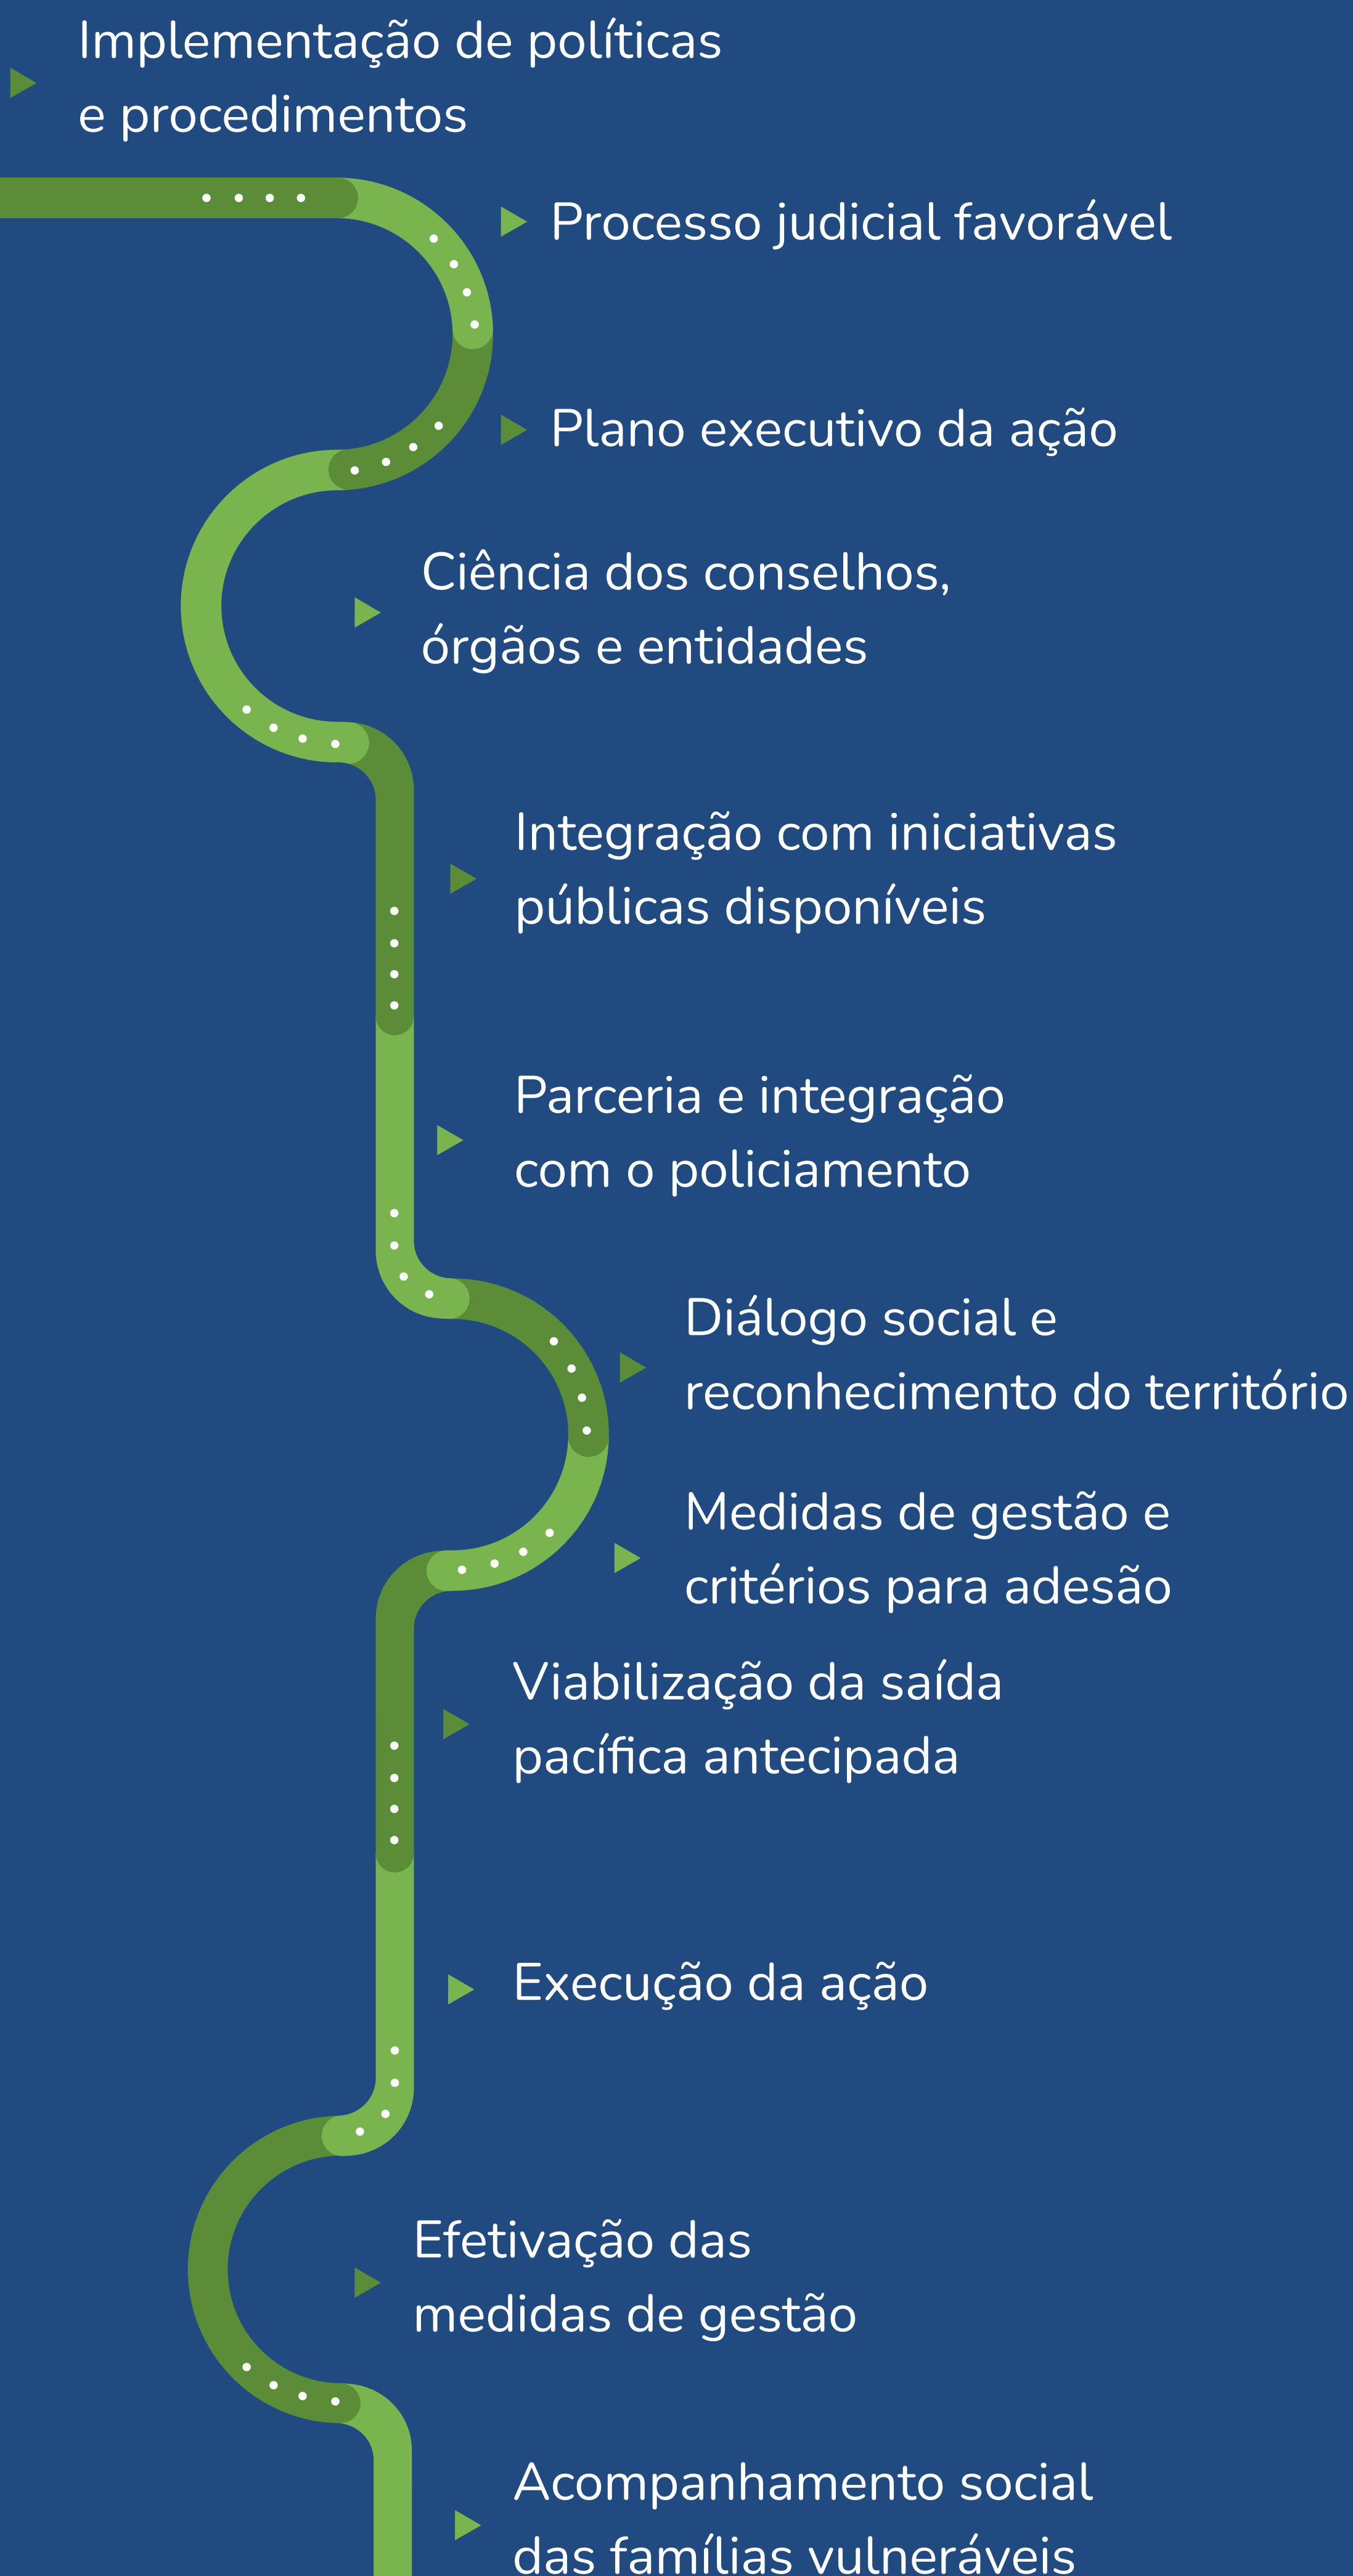 Implementação de políticas
e procedimentos
Processo judicial favorável
Plano executivo da ação
Ciência dos conselhos,
órgãos e entidades
Integração com iniciativas
públicas disponíveis
Parceria e integração
com o policiamento
Diálogo social e
reconhecimento do território
Medidas de gestão e
critérios para adesão
Viabilização da saída
pacífica antecipada
Execução da ação
Efetivação das
medidas de gestão
Acompanhamento social
das famílias vulneráveis